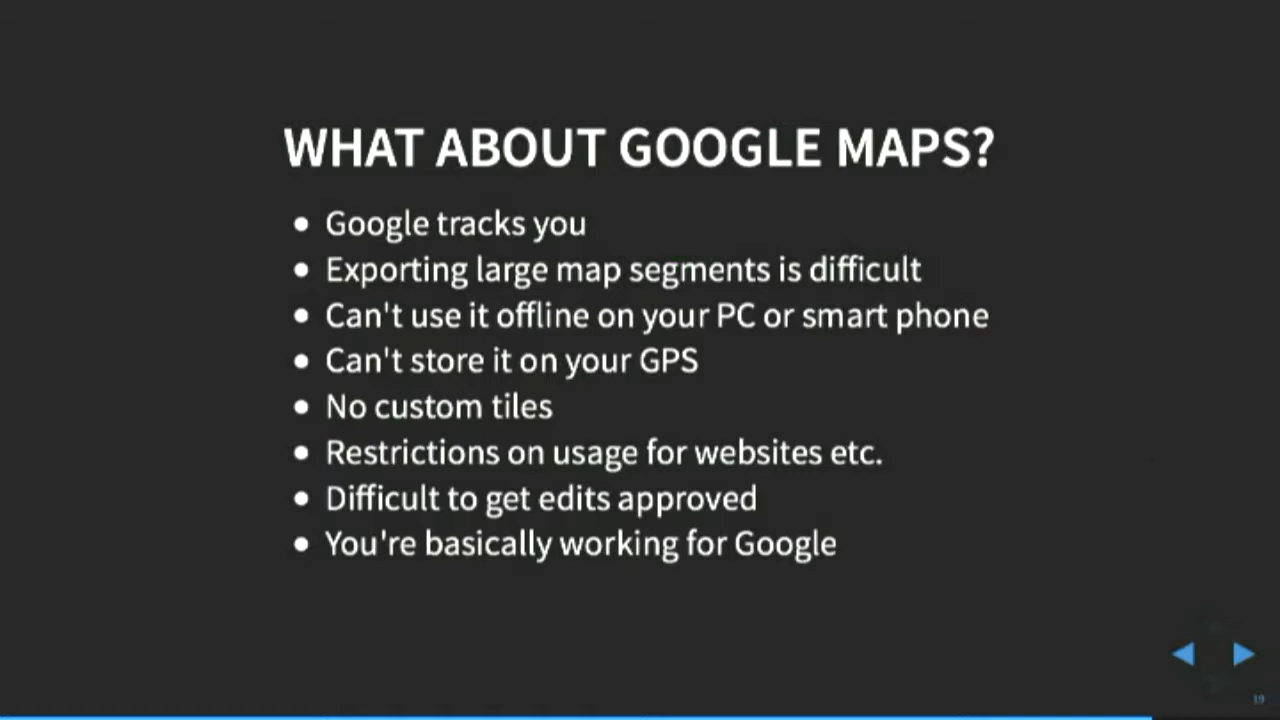 WHAT ABOUT GOOGLE MAPS?
Google tracks you
Exporting large map segments is difficult
Can't use it offline on your PC or smart phone
Can't store it on your GPS
No custom tiles
Restrictions on usage for websites etc.
Difficult to get edits approved
You're basically working for Google
19